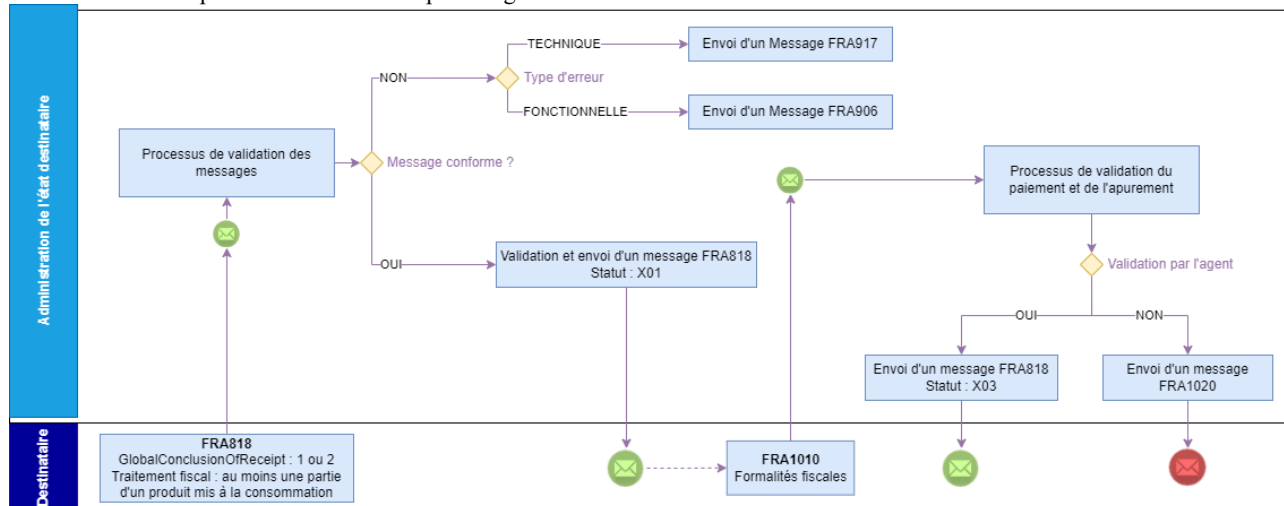 TECHNIQUE
Envoi d'un Message FRA917
NON
Type d'erreur
FONCTIONNELLE
Envoi d'un Message FRA906
Administration de l'état destinataire
Processus de validation des
messages
Message conforme ?
Processus de validation du
paiement et de l'apurement
OUI
Validation et envoi d'un message FRA818
Statut : X01
Validation par l'agent
OUI
NON
Envoi d'un message FRA818
Statut : X03
Envoi d'un message
FRA1020
Destinataire
FRA818
GlobalConclusionOfReceipt : 1 ou 2
Traitement fiscal : au moins une partie
d'un produit mis à la consommation
FRA1010
Formalités fiscales